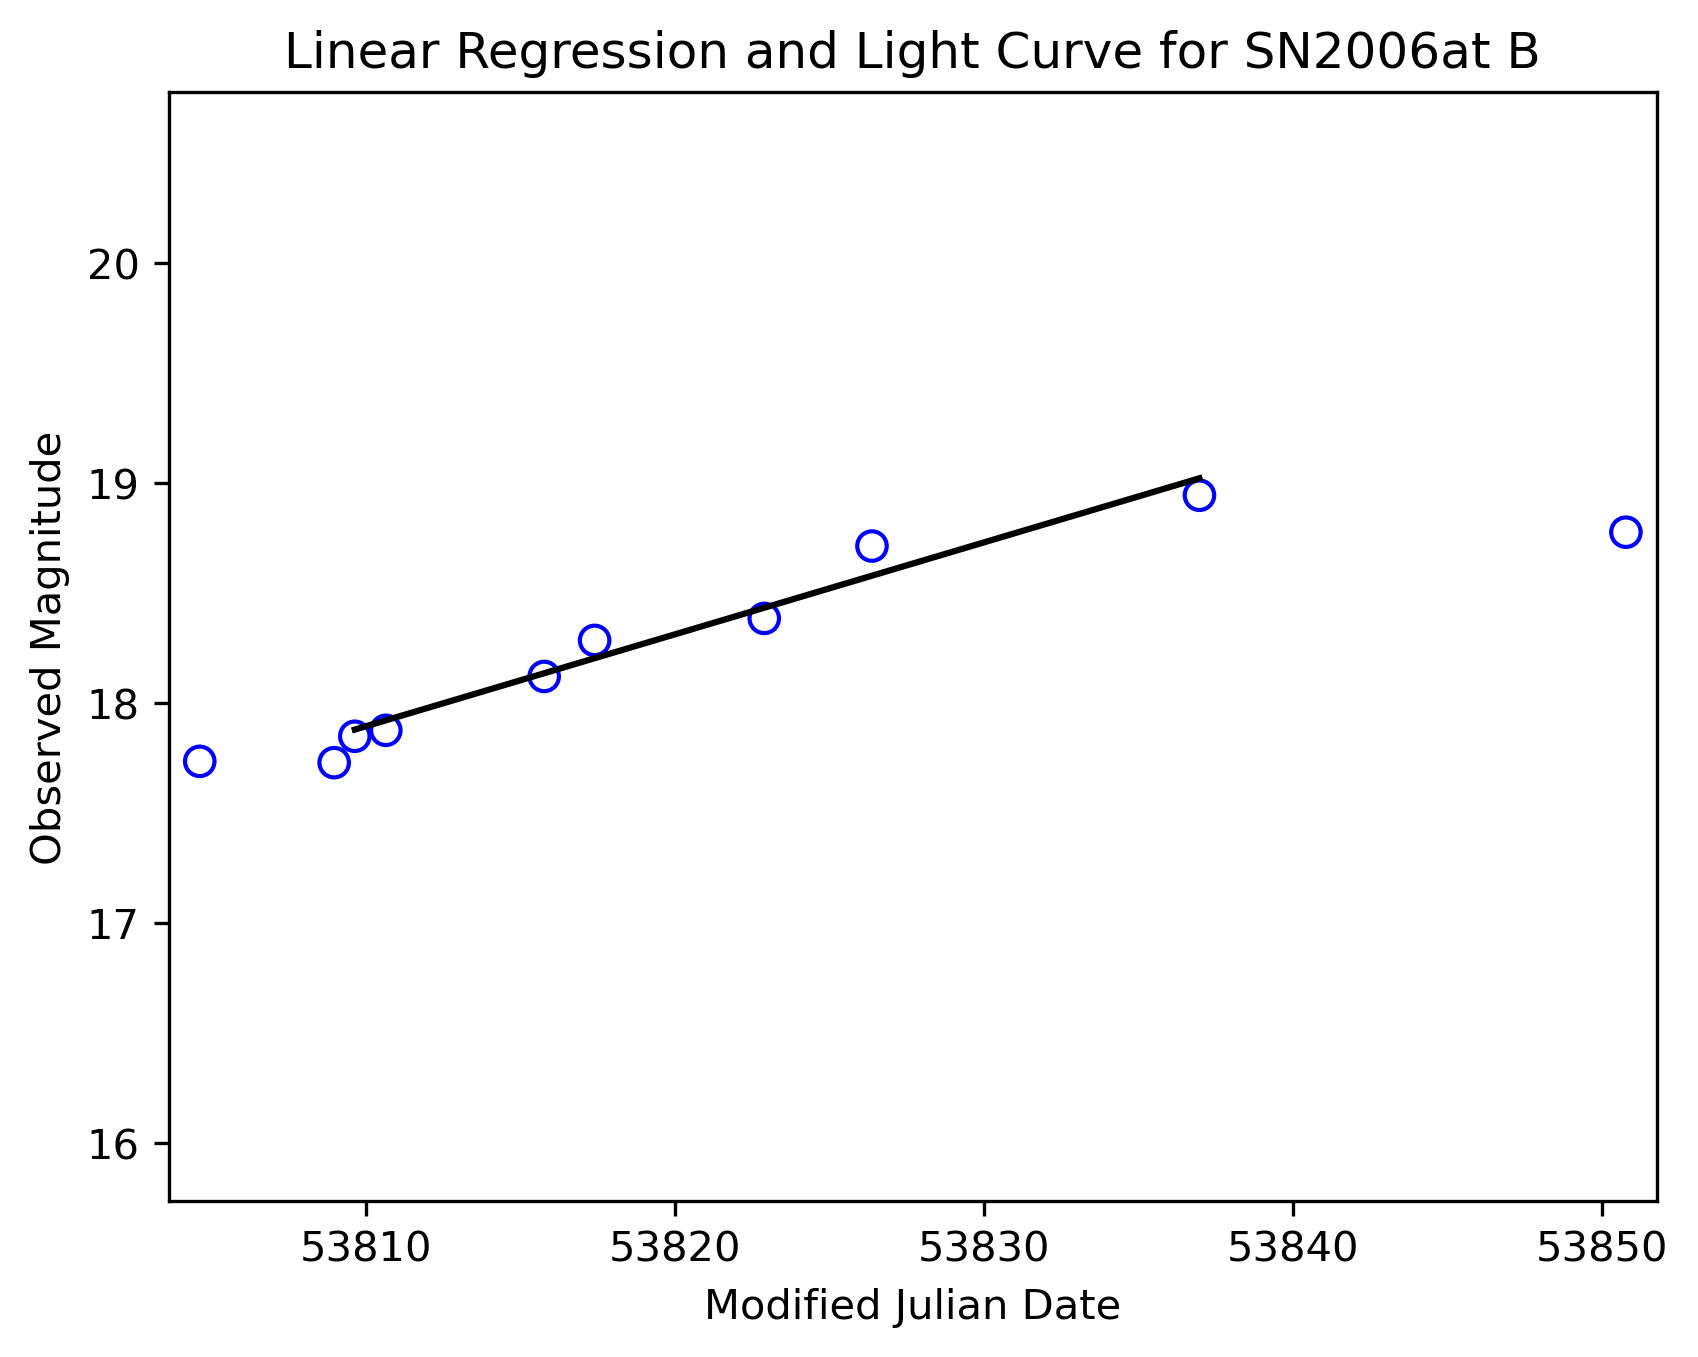 Linear Regression and Light Curve for SN2006at B
Observed Magnitude
20
19
18
17
16
53810 53820 53830 53840 53850
Modified Julian Date